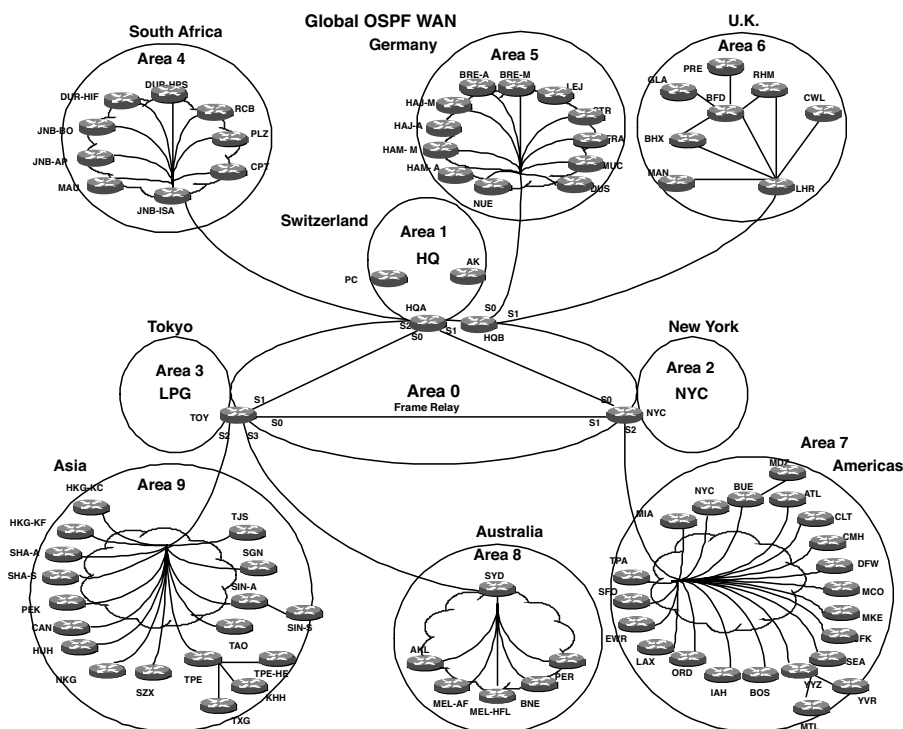 Global OSPF WAN
South Africa
Area 4
DUR-HPS
DUR-HIF
RCB
JNB-BO
PLZ
JNB-AP
CPT
MAU
JNB-ISA
Germany
Area 5
BRE-A
BRE-M
LEJ
HAJ-M
STR
HAJ-A
FRA
HAM- M
MUC
HAM- A
DUS
NUE
U.K.
Area 6
PRE
RHM
GLA
BFD
CWL
BHX
MAN
LHR
Switzerland
Area 1
HQ
PC
AK
HQA
S2
S0
S1
S0
S1
HQB
Tokyo
Area 3
LPG
TOY
S1
S0
S2
S3
Area 0
Frame Relay
New York
Area 2
NYC
S0
S1
S2
NYC
Asia
Area 9
HKG-KC
HKG-KF
TJS
SHA-A
SGN
SHA-S
SIN-A
PEK
SIN-S
CAN
TAO
HUH
NKG
SZX
TPE
TPE-HE
KHH
TXG
Australia
Area 8
SYD
AKL
PER
MEL-AF
MEL-HFL
BNE
Area 7
Americas
MDZ
NYC
BUE
ATL
MIA
CLT
CMH
TPA
DFW
SFO
MCO
EWR
MKE
LAX
ORD
SEA
IAH
BOS
YYZ
YVR
MTL